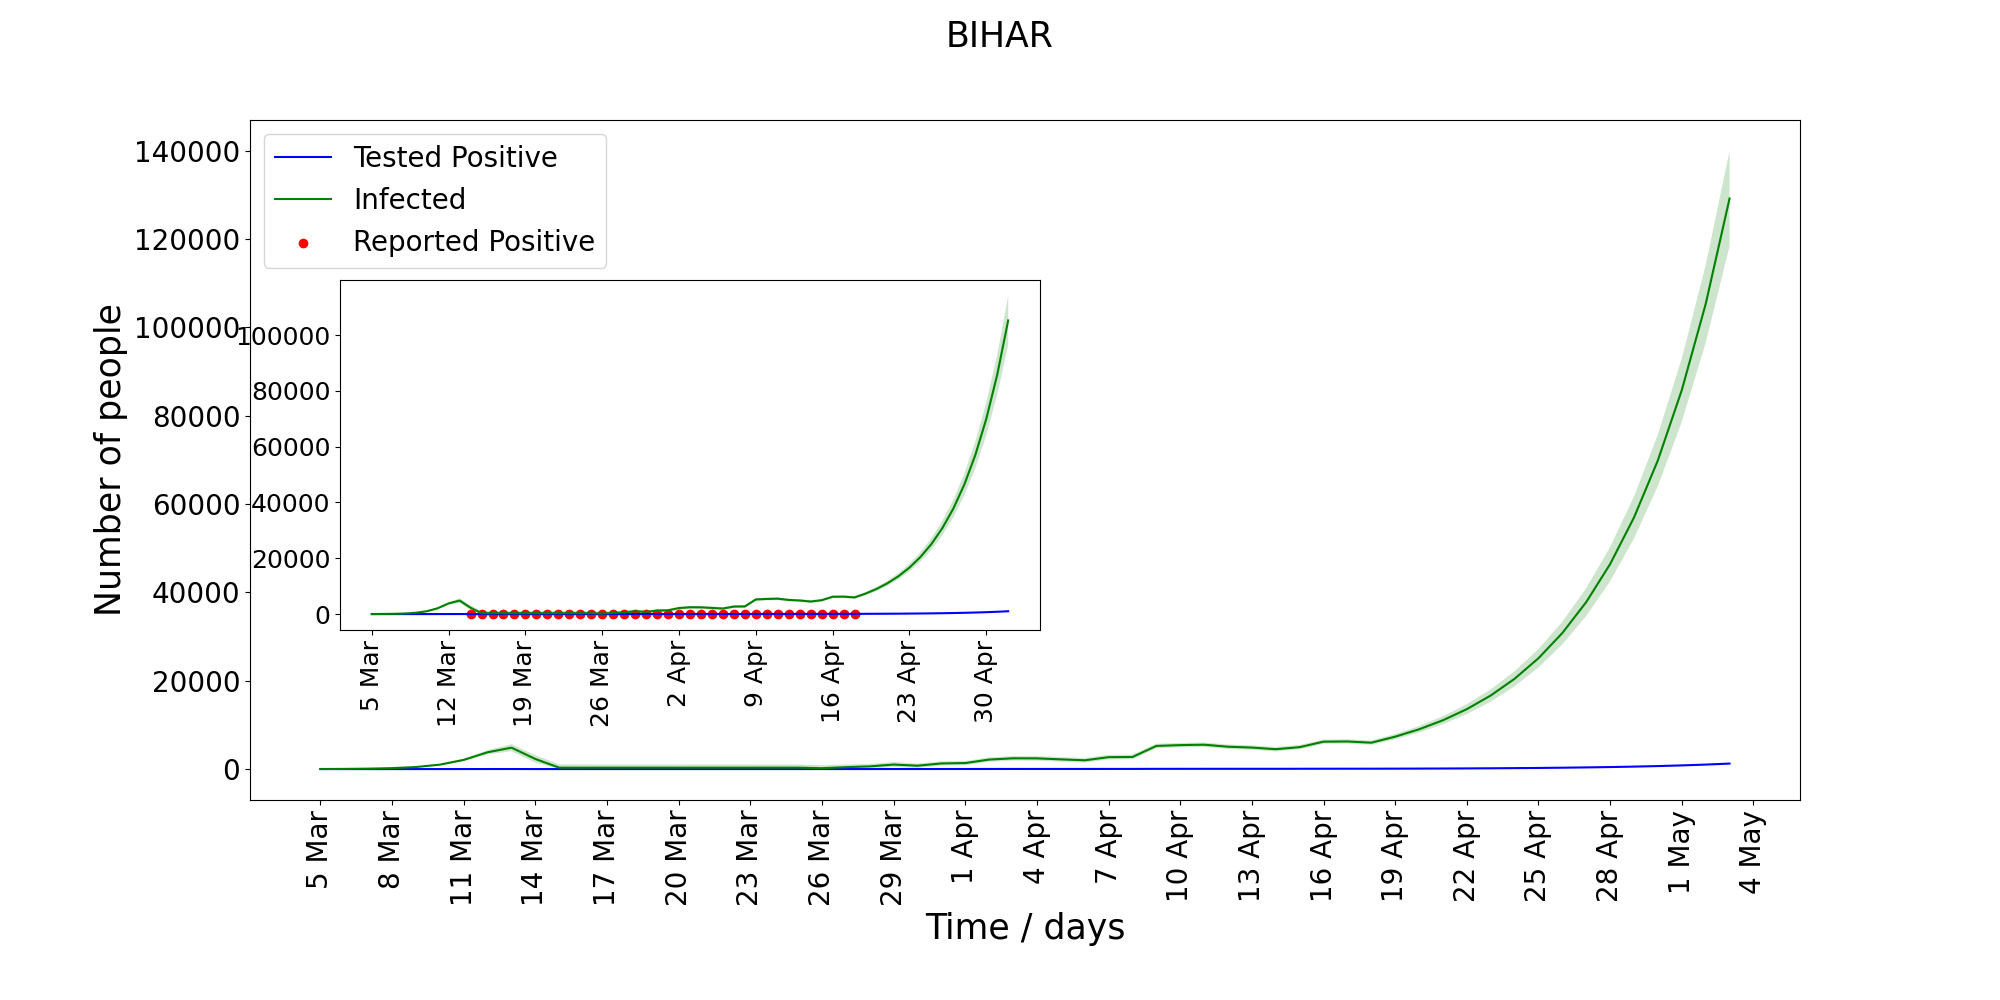 BIHAR
140000
120000
100000
80000
60000
40000
20000
0
Number of people
Tested Positive
Infected
Reported Positive
100000
80000
60000
40000
20000
0
5 Mar
12 Mar
19 Mar
26 Mar
2 Apr
9 Apr
16 Apr
23 Apr
30 Apr
5 Mar
8 Mar
11 Mar
14 Mar
17 Mar
20 Mar
23 Mar
26 Mar
29 Mar
1 Apr
4 Apr
7 Apr
10 Apr
13 Apr
16 Apr
19 Apr
22 Apr
25 Apr
28 Apr
1 May
4 May
Time / days